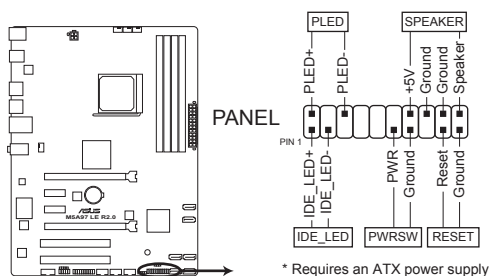 PLED
SPEAKER
PLED+
PLED-
+5V
Ground
Ground
Speaker
PANEL
PIN 1
IDE_LED+
IDE_LED-
PWR
Ground
Reset
Ground
IDE_LED
PWRSW
RESET
* Requires an ATX power supply
ASUS
M5A97 LE R2.0